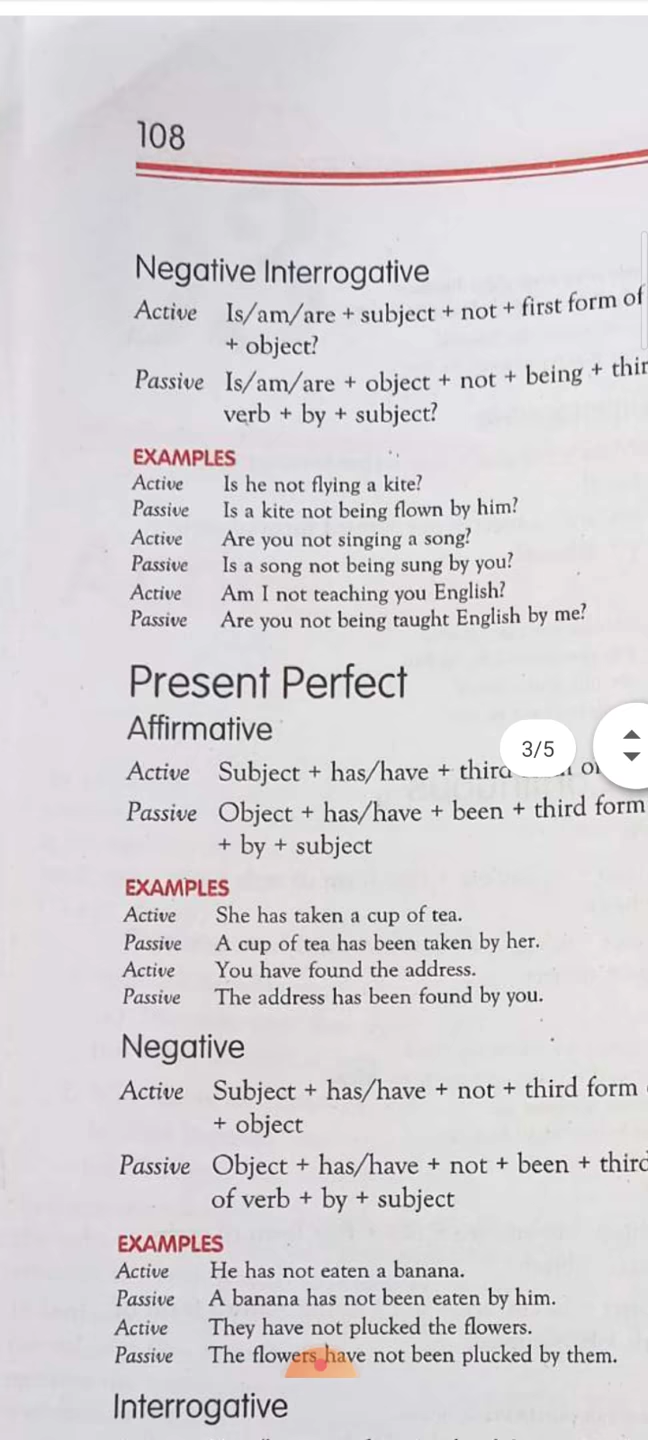 108
Negative Interrogative
Active Is/am/are + subject + not + first form of
+ object?
Passive Is/am/are + object + not + being +
verb + by + subject?
EXAMPLES
Active Is he not flying a kite?
Passive Is a kite not being flown by him?
Active Are you not singing a song?
Passive Is a song not being sung by you?
Active Am I not teaching you English?
Passive Are you not being taught English by me?
Present Perfect
Affirmative
3/5
Active Subject + has/have + third
Passive Object + has/have + been + third form
+ by + subject
EXAMPLES
Active She has taken a cup of tea.
Passive A cup of tea has been taken by her.
Active You have found the address.
Passive The address has been found by you.
Negative
Active Subject + has/have + not + third form
+ object
Passive Object + has/have + not + been + third
of verb + by + subject
EXAMPLES
Active He has not eaten a banana.
Passive A banana has not been eaten by him.
Active They have not plucked the flowers.
Passive The flowers have not been plucked by them.
Interrogative